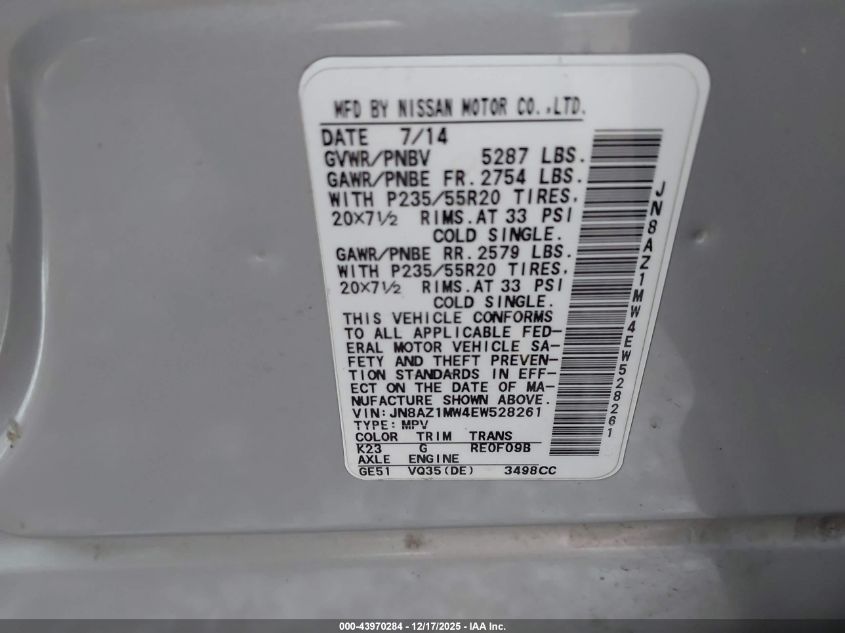 MFD BY NISSAN MOTOR CO.,LTD.
DATE 7/14
GVWR/PNBV 5287 LBS.
GAWR/PNBE FR. 2754 LBS.
WITH P235/55R20 TIRES,
20×7½ RIMS.AT 33 PSI
COLD SINGLE.
GAWR/PNBE RR. 2579 LBS.
WITH P235/55R20 TIRES,
20×7½ RIMS.AT 33 PSI
COLD SINGLE.
THIS VEHICLE CONFORMS
TO ALL APPLICABLE FED-
ERAL MOTOR VEHICLE SA-
FETY AND THEFT PREVEN-
TION STANDARDS IN EFF-
ECT ON THE DATE OF MA-
NUFACTURE SHOWN ABOVE.
VIN: JN8AZ1MW4EW528261
TYPE: MPV
COLOR TRIM TRANS
K23 G RE0F09B
AXLE ENGINE
GE51 VQ35(DE) 3498CC
JN8AZ1MW4EW528261
000-43970284 | 12/17/2025 - IAA Inc.